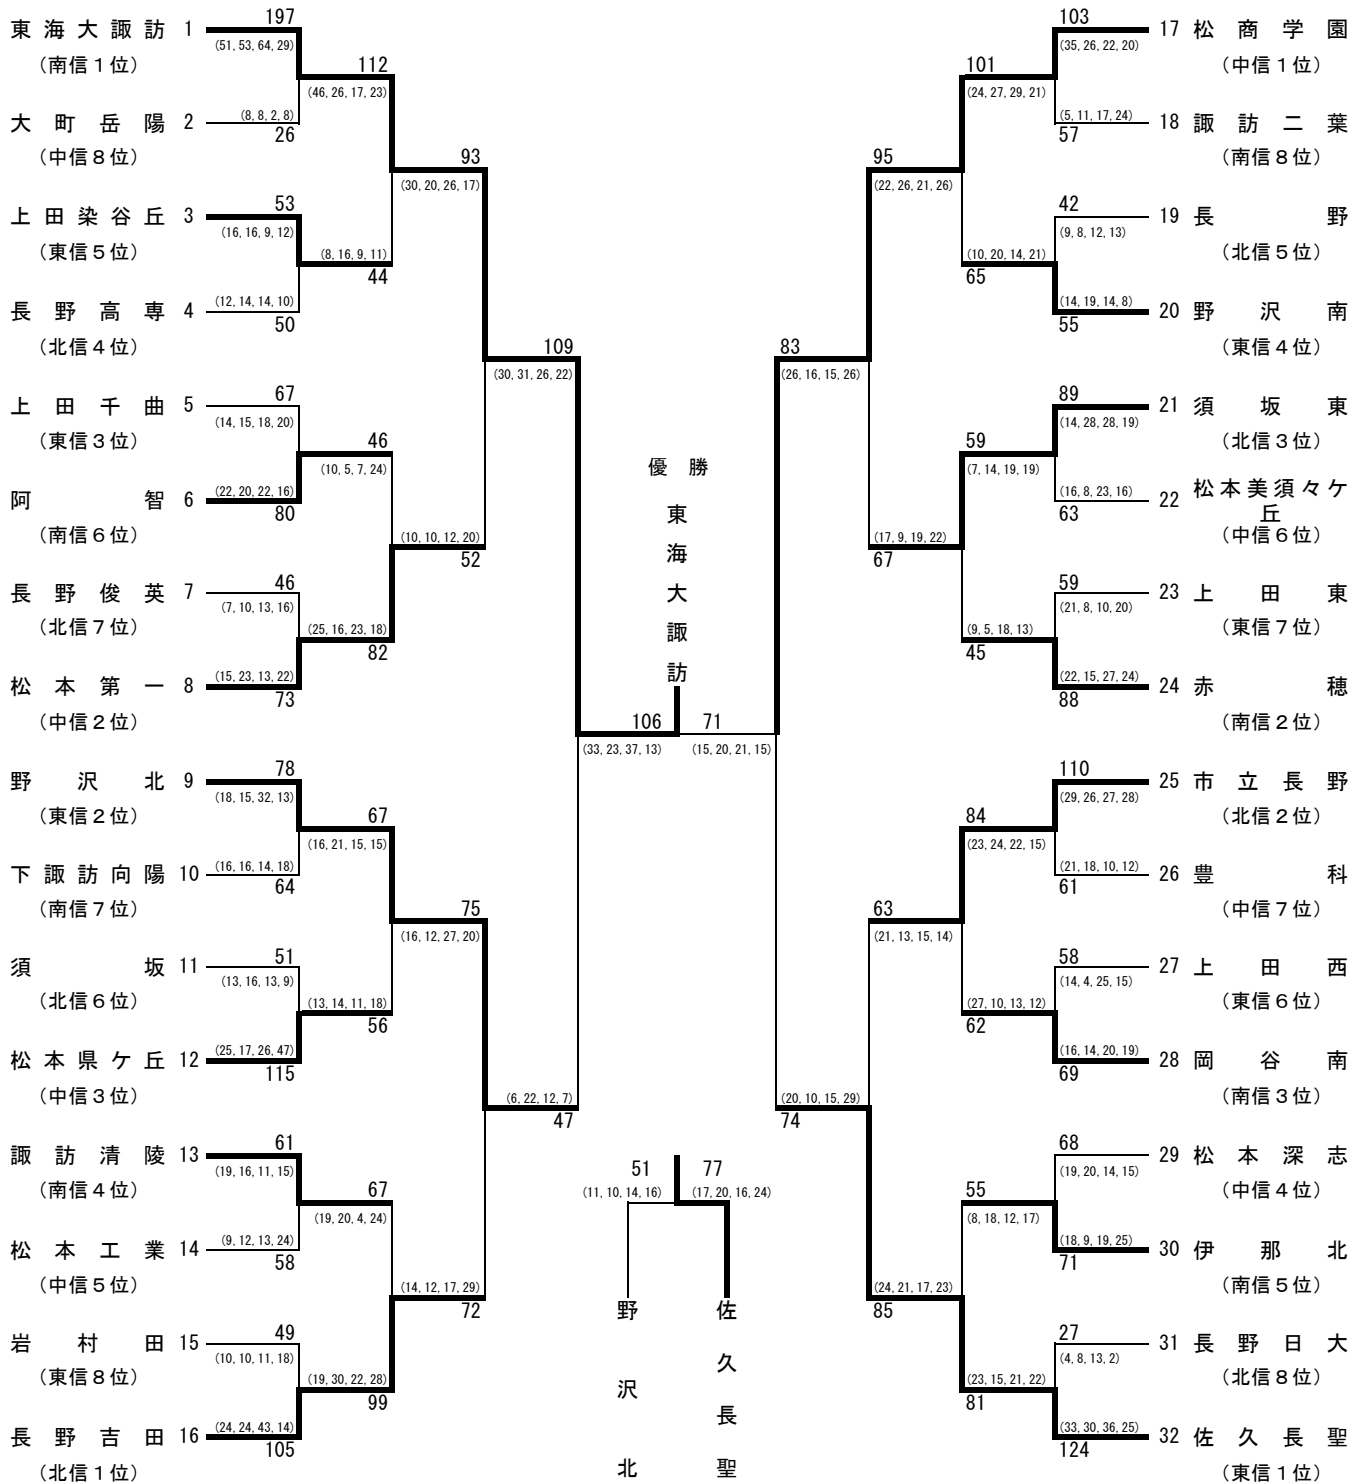 東海大諏訪 1 197
(51, 53, 64, 29)
(南信1位)
112
(46, 26, 17, 23)
(8, 8, 2, 8)
大町岳陽 2 26
(中信8位)
93
(30, 20, 26, 17)
上田染谷丘 3 53
(16, 16, 9, 12)
(東信5位)
(8, 16, 9, 11)
44
(12, 14, 14, 10)
長野高専 4 50
(北信4位)
109
(30, 31, 26, 22)
上田千曲 5 67
(14, 15, 18, 20)
(東信3位)
46
(10, 5, 7, 24)
(22, 20, 22, 16)
阿智 6 80
(南信6位)
(10, 10, 12, 20)
52
長野俊英 7 46
(7, 10, 13, 16)
(北信7位)
(25, 16, 23, 18)
82
(15, 23, 13, 22)
松本第一 8 73
(中信2位)
優勝
東海大諏訪
106
(33, 23, 37, 13)
71
(15, 20, 21, 15)
野沢北 9 78
(18, 15, 32, 13)
(東信2位)
67
(16, 21, 15, 15)
(16, 16, 14, 18)
下諏訪向陽 10 64
(南信7位)
75
(16, 12, 27, 20)
須坂 11 51
(13, 16, 13, 9)
(北信6位)
(13, 14, 11, 18)
56
(25, 17, 26, 47)
松本県ケ丘 12 115
(中信3位)
(6, 22, 12, 7)
47
諏訪清陵 13 61
(19, 16, 11, 15)
(南信4位)
67
(19, 20, 4, 24)
(9, 12, 13, 24)
松本工業 14 58
(中信5位)
(14, 12, 17, 29)
72
岩村田 15 49
(10, 10, 11, 18)
(東信8位)
(19, 30, 22, 28)
99
(24, 24, 43, 14)
長野吉田 16 105
(北信1位)
51 77
(11, 10, 14, 16) (17, 20, 16, 24)
野沢北
佐久長聖
103 17 松商学園
(35, 26, 22, 20)
(中信1位)
101
(24, 27, 29, 21)
(5, 11, 17, 24)
57 18 諏訪二葉
(南信8位)
95
(22, 26, 21, 26)
42 19 長野
(9, 8, 12, 13)
(北信5位)
(10, 20, 14, 21)
65
(14, 19, 14, 8)
55 20 野沢南
(東信4位)
83
(26, 16, 15, 26)
89 21 須坂東
(14, 28, 28, 19)
(北信3位)
59
(7, 14, 19, 19)
(16, 8, 23, 16)
63 22 松本美須々ケ
丘
(中信6位)
(17, 9, 19, 22)
67
59 23 上田東
(21, 8, 10, 20)
(東信7位)
(9, 5, 18, 13)
45
(22, 15, 27, 24)
88 24 赤穂
(南信2位)
110 25 市立長野
(29, 26, 27, 28)
(北信2位)
84
(23, 24, 22, 15)
(21, 18, 10, 12)
61 26 豊科
(中信7位)
63
(21, 13, 15, 14)
58 27 上田西
(14, 4, 25, 15)
(東信6位)
(27, 10, 13, 12)
62
(16, 14, 20, 19)
69 28 岡谷南
(南信3位)
(20, 10, 15, 29)
74
68 29 松本深志
(19, 20, 14, 15)
(中信4位)
55
(8, 18, 12, 17)
(18, 9, 19, 25)
71 30 伊那北
(南信5位)
(24, 21, 17, 23)
85
27 31 長野日大
(4, 8, 13, 2)
(北信8位)
(23, 15, 21, 22)
81
(33, 30, 36, 25)
124 32 佐久長聖
(東信1位)